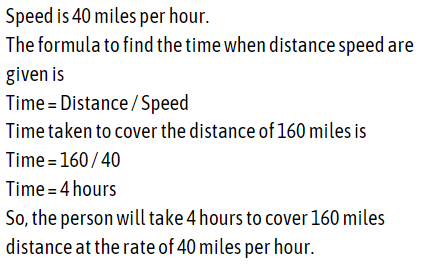 Speed is 40 miles per hour.
The formula to find the time when distance speed are
given is
Time = Distance / Speed
Time taken to cover the distance of 160 miles is
Time = 160 / 40
Time = 4 hours
So, the person will take 4 hours to cover 160 miles
distance at the rate of 40 miles per hour.